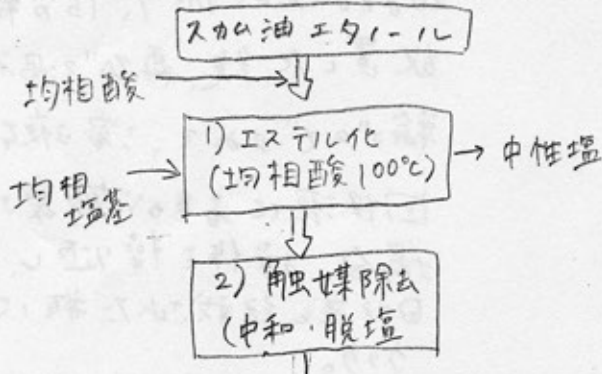 スカム油 エタノール
均相酸
1) エステル化
(均相酸 100℃)
中性塩
均相
塩基
2) 触媒除去
(中和・脱塩